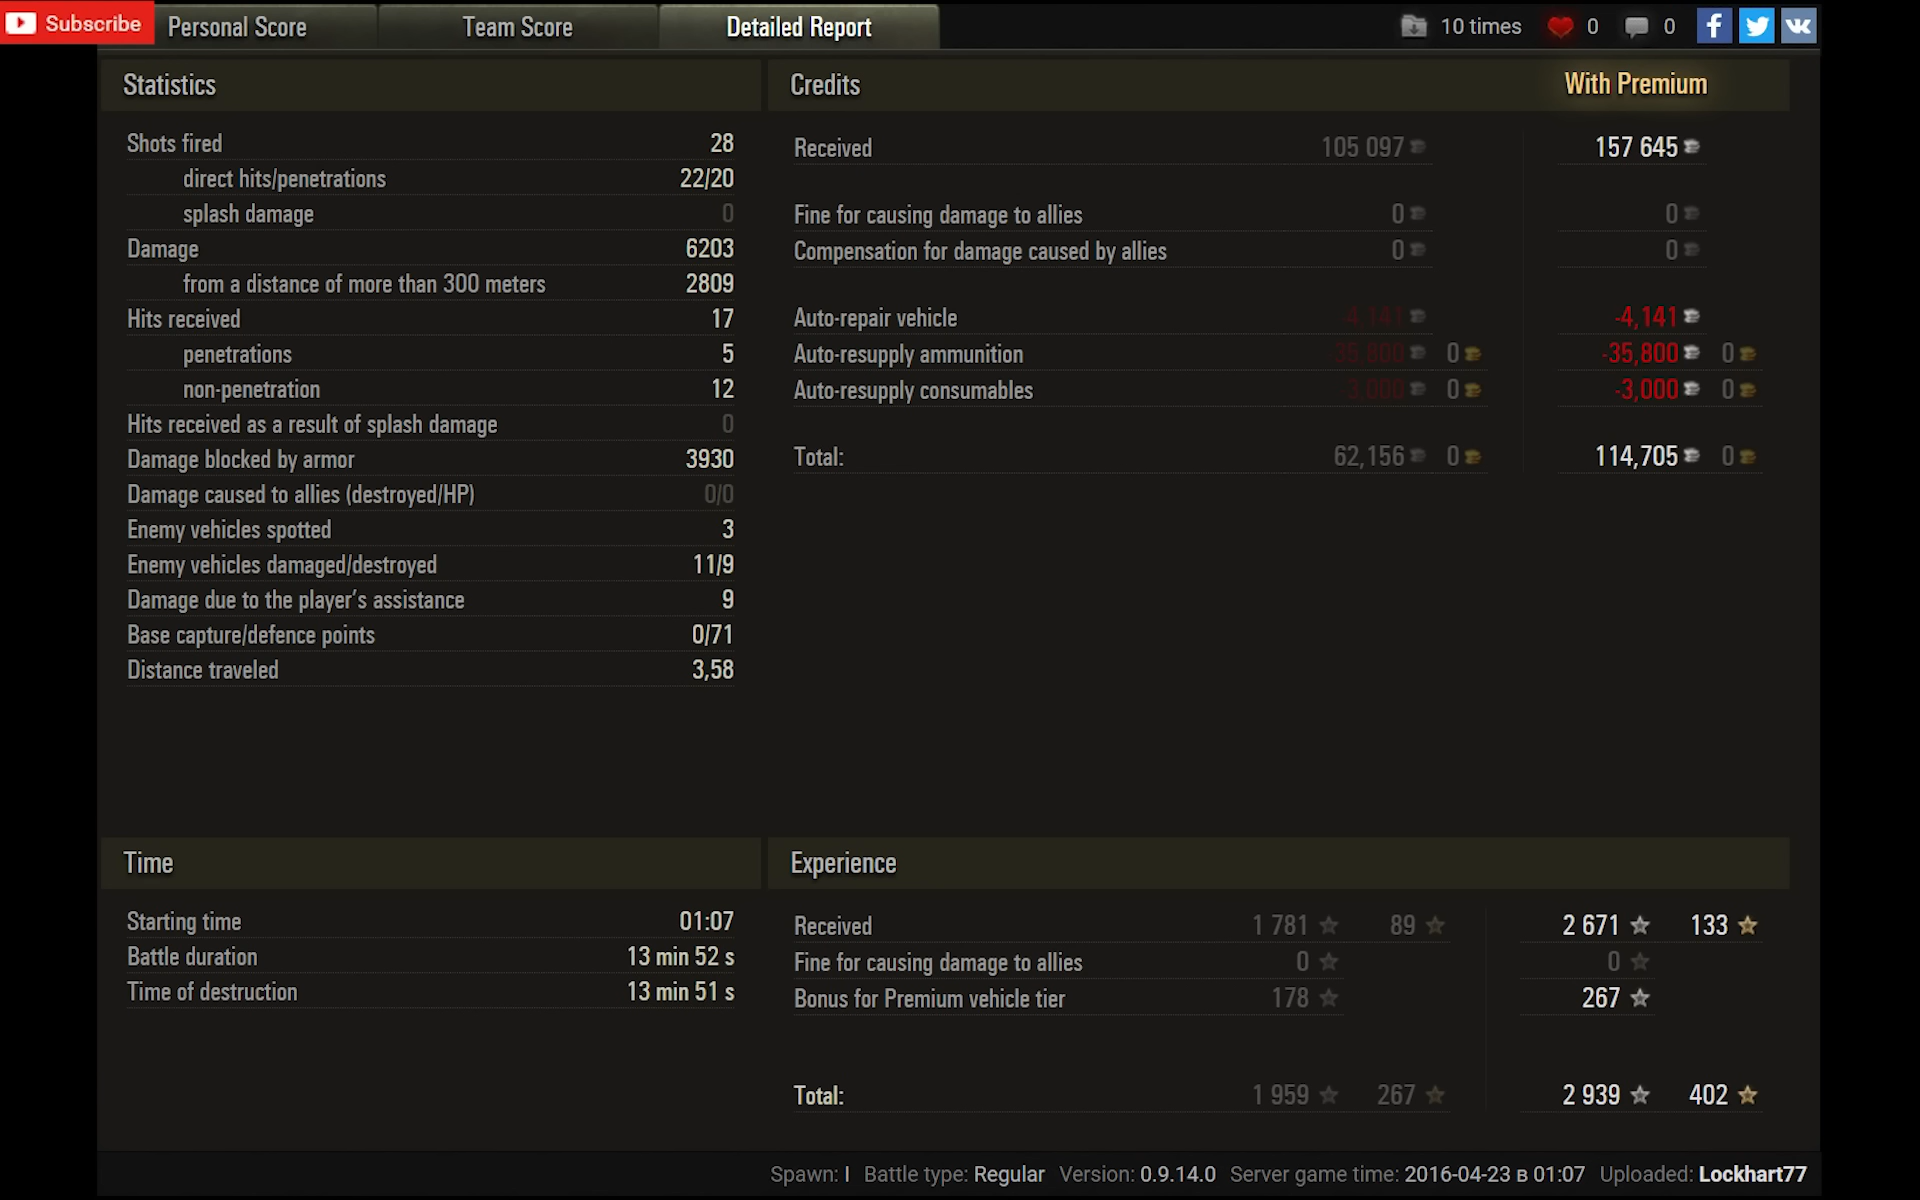 Subscribe Personal Score Team Score Detailed Report 10 times 0 0
Statistics
Shots fired 28
direct hits/penetrations 22/20
splash damage 0
Damage 6203
from a distance of more than 300 meters 2809
Hits received 17
penetrations 5
non-penetration 12
Hits received as a result of splash damage 0
Damage blocked by armor 3930
Damage caused to allies (destroyed/HP) 0/0
Enemy vehicles spotted 3
Enemy vehicles damaged/destroyed 11/9
Damage due to the player's assistance 9
Base capture/defence points 0/71
Distance traveled 3,58
Credits With Premium
Received 105 097 157 645
Fine for causing damage to allies 0 0
Compensation for damage caused by allies 0 0
Auto-repair vehicle -4,141 -4,141
Auto-resupply ammunition -35,800 0 -35,800 0
Auto-resupply consumables -3,000 0 -3,000 0
Total: 62,156 0 114,705 0
Time
Starting time 01:07
Battle duration 13 min 52 s
Time of destruction 13 min 51 s
Experience
Received 1 781 89 2 671 133
Fine for causing damage to allies 0 0
Bonus for Premium vehicle tier 178 267
Total: 1 959 267 2 939 402
Spawn: I Battle type: Regular Version: 0.9.14.0 Server game time: 2016-04-23 в 01:07 Uploaded: Lockhart77